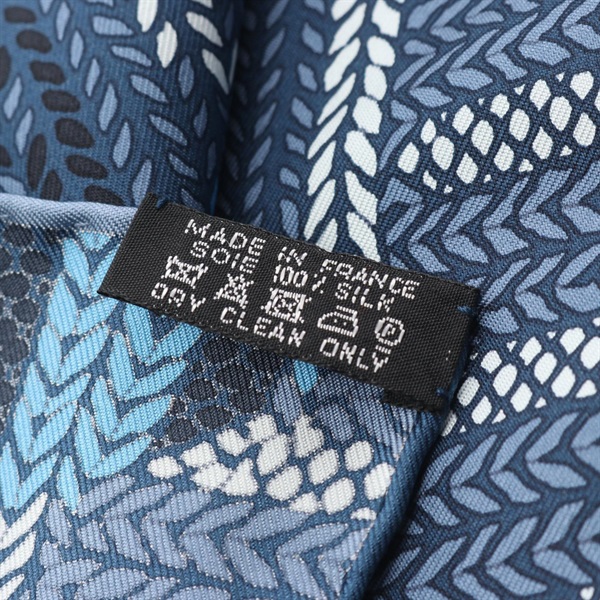 MADE IN FRANCE
SOIE 100% SILK
P
DRY CLEAN ONLY